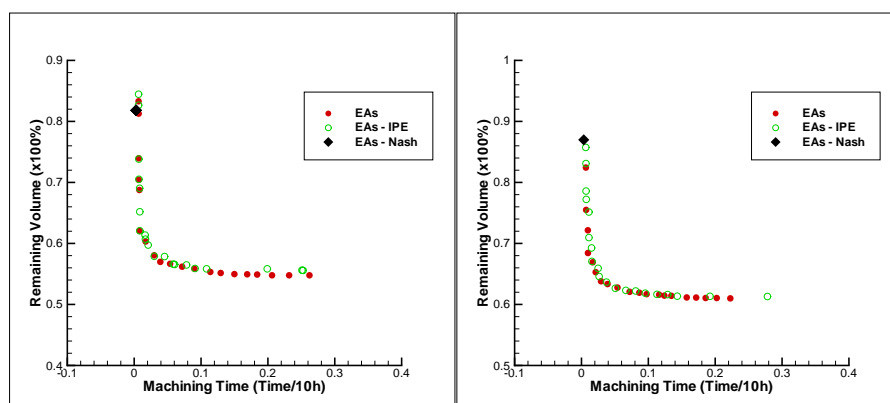 0.9
0.8
0.7
0.6
0.5
0.4
Remaining Volume (x100%)
-0.1
0
0.1
0.2
0.3
0.4
Machining Time (Time/10h)
EAs
EAs - IPE
EAs - Nash
1
0.9
0.8
0.7
0.6
0.5
Remaining Volume (x100%)
-0.1
0
0.1
0.2
0.3
0.4
Machining Time (Time/10h)
EAs
EAs - IPE
EAs - Nash